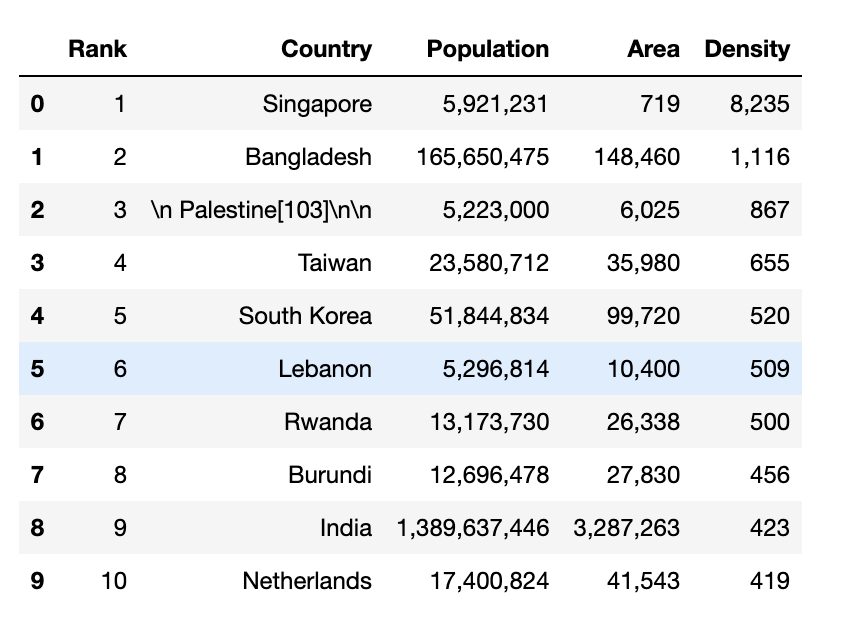 Rank Country Population Area Density
0 1 Singapore 5,921,231 719 8,235
1 2 Bangladesh 165,650,475 148,460 1,116
2 3 \n Palestine[103]\n\n 5,223,000 6,025 867
3 4 Taiwan 23,580,712 35,980 655
4 5 South Korea 51,844,834 99,720 520
5 6 Lebanon 5,296,814 10,400 509
6 7 Rwanda 13,173,730 26,338 500
7 8 Burundi 12,696,478 27,830 456
8 9 India 1,389,637,446 3,287,263 423
9 10 Netherlands 17,400,824 41,543 419